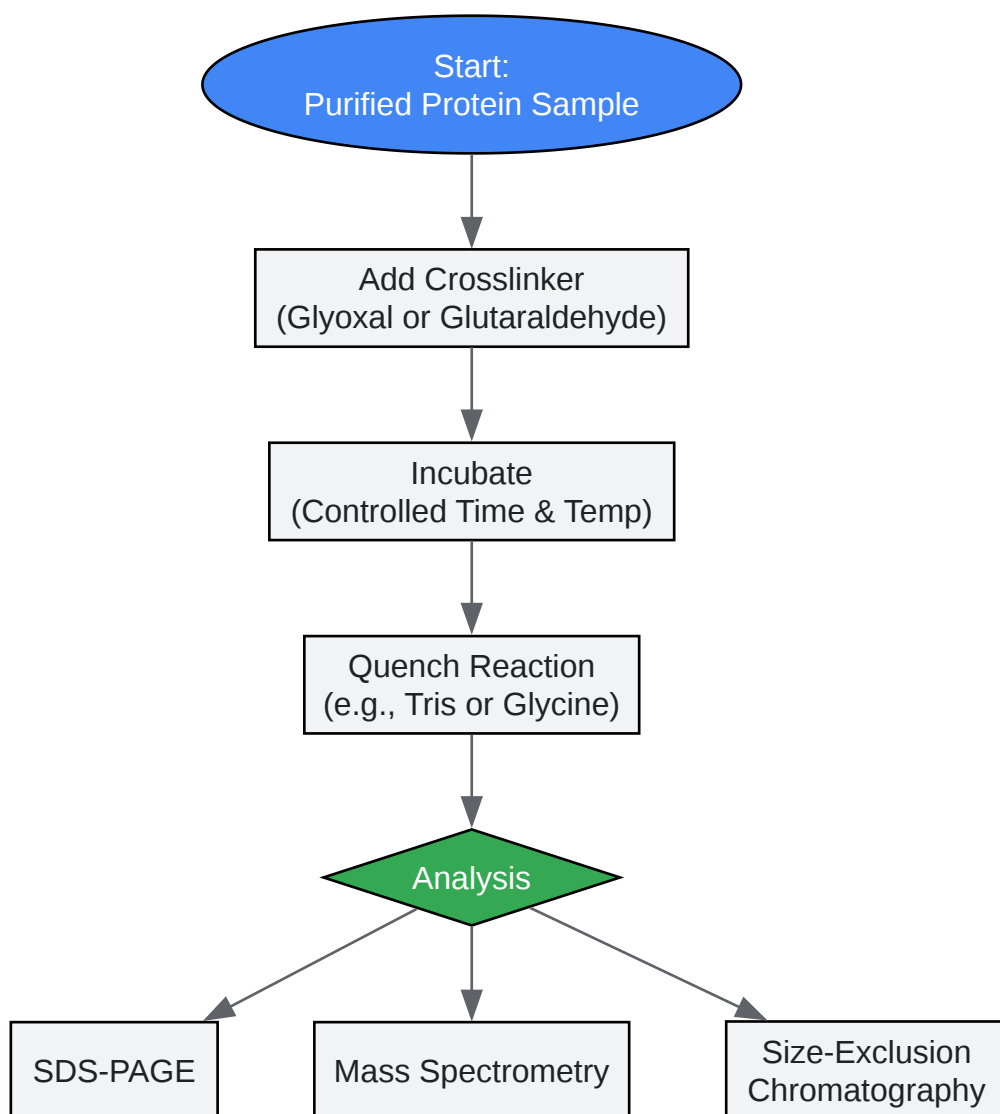 Start:
Purified Protein Sample
Add Crosslinker
(Glyoxal or Glutaraldehyde)
Incubate
(Controlled Time & Temp)
Quench Reaction
(e.g., Tris or Glycine)
Analysis
SDS-PAGE
Mass Spectrometry
Size-Exclusion
Chromatography